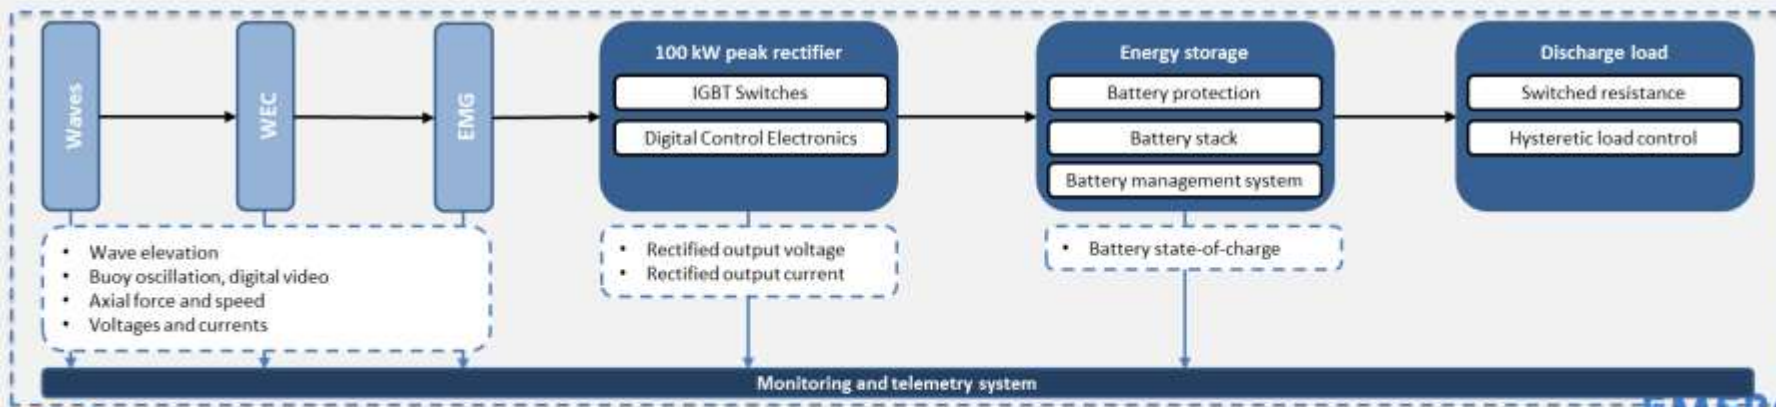 Waves
WEC
EMG
100 kW peak rectifier
IGBT Switches
Digital Control Electronics
Energy storage
Battery protection
Battery stack
Battery management system
Discharge load
Switched resistance
Hysteretic load control
• Wave elevation
• Buoy oscillation, digital video
• Axial force and speed
• Voltages and currents
• Rectified output voltage
• Rectified output current
• Battery state-of-charge
Monitoring and telemetry system